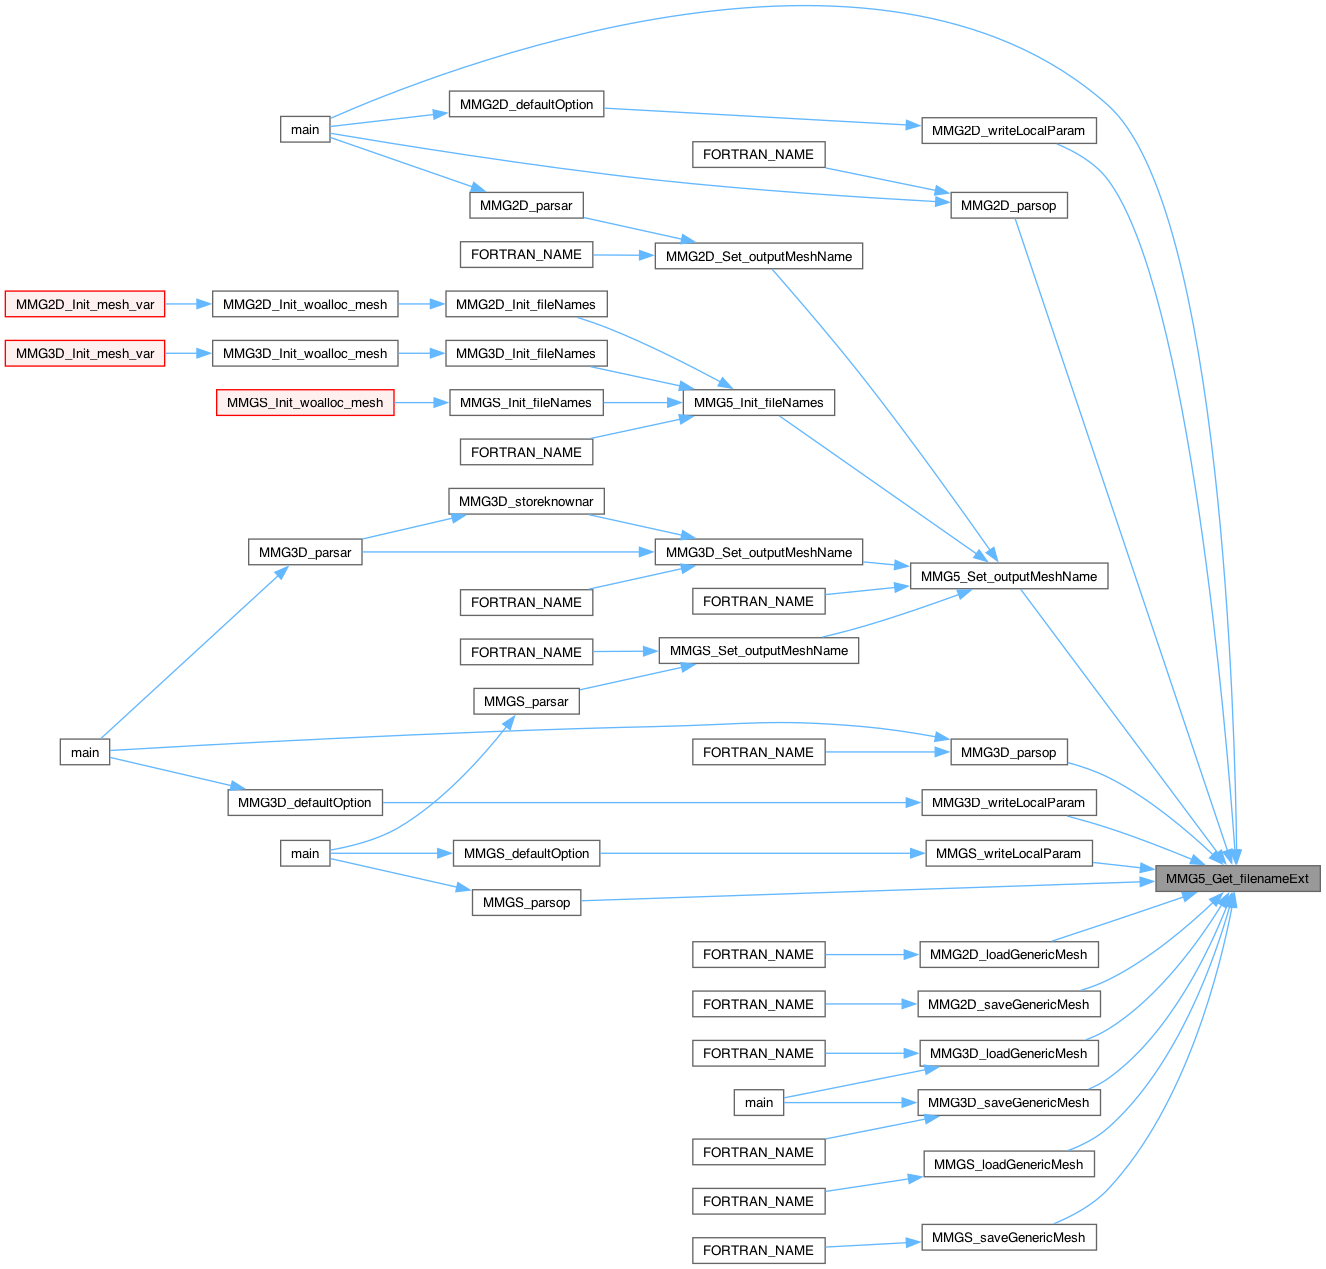 MMG2D_defaultOption
main
MMG2D_writeLocalParam
FORTRAN_NAME
MMG2D_parsar
MMG2D_parsop
FORTRAN_NAME
MMG2D_Set_outputMeshName
MMG2D_Init_mesh_var
MMG2D_Init_woalloc_mesh
MMG2D_Init_fileNames
MMG3D_Init_mesh_var
MMG3D_Init_woalloc_mesh
MMG3D_Init_fileNames
MMGS_Init_woalloc_mesh
MMGS_Init_fileNames
MMG5_Init_fileNames
FORTRAN_NAME
MMG3D_storeknownar
MMG3D_parsar
MMG3D_Set_outputMeshName
MMG5_Set_outputMeshName
FORTRAN_NAME
FORTRAN_NAME
FORTRAN_NAME
MMGS_Set_outputMeshName
MMGS_parsar
main
FORTRAN_NAME
MMG3D_parsop
MMG3D_defaultOption
MMG3D_writeLocalParam
main
MMGS_defaultOption
MMGS_writeLocalParam
MMG5_Get_filenameExt
MMGS_parsop
FORTRAN_NAME
MMG2D_loadGenericMesh
FORTRAN_NAME
MMG2D_saveGenericMesh
FORTRAN_NAME
MMG3D_loadGenericMesh
main
MMG3D_saveGenericMesh
FORTRAN_NAME
MMGS_loadGenericMesh
FORTRAN_NAME
MMGS_saveGenericMesh
FORTRAN_NAME